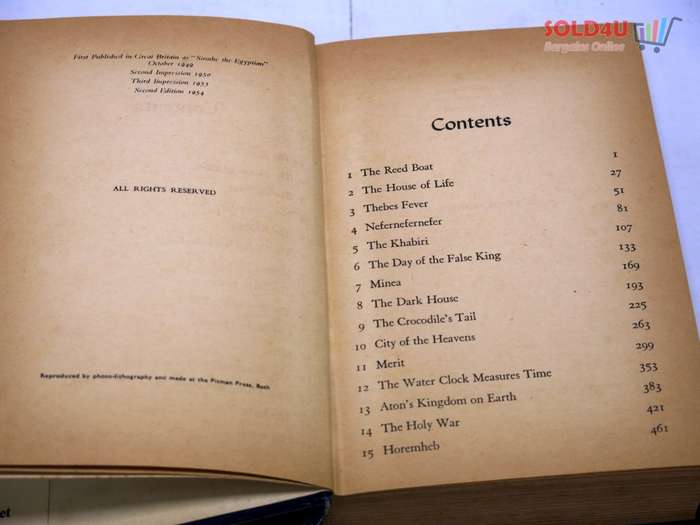 SOLD4U
Bargains Online
First Published in Great Britain as "Sinuhe the Egyptian"
October 1949
Second Impression 1950
Third Impression 1953
Second Edition 1954
ALL RIGHTS RESERVED
Reproduced by photo-lithography and made at the Pitman Press, Bath
Contents
1 The Reed Boat 1
2 The House of Life 27
3 Thebes Fever 51
4 Nefernefernefer 81
5 The Khabiri 107
6 The Day of the False King 133
7 Minea 169
8 The Dark House 193
9 The Crocodile's Tail 225
10 City of the Heavens 263
11 Merit 299
12 The Water Clock Measures Time 353
13 Aton's Kingdom on Earth 383
14 The Holy War 421
15 Horemheb 461